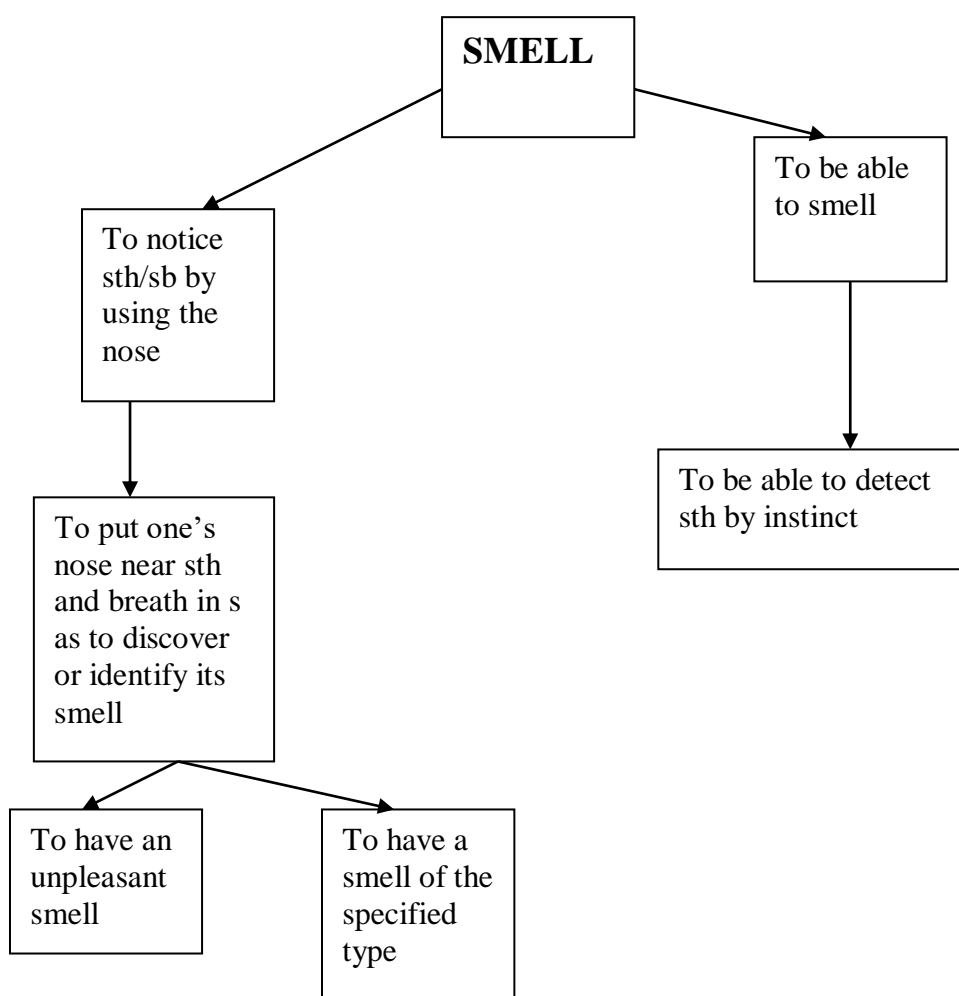 SMELL
To be able
to smell
To notice
sth/sb by
using the
nose
To be able to detect
sth by instinct
To put one’s
nose near sth
and breath in s
as to discover
or identify its
smell
To have an
unpleasant
smell
To have a
smell of the
specified
type